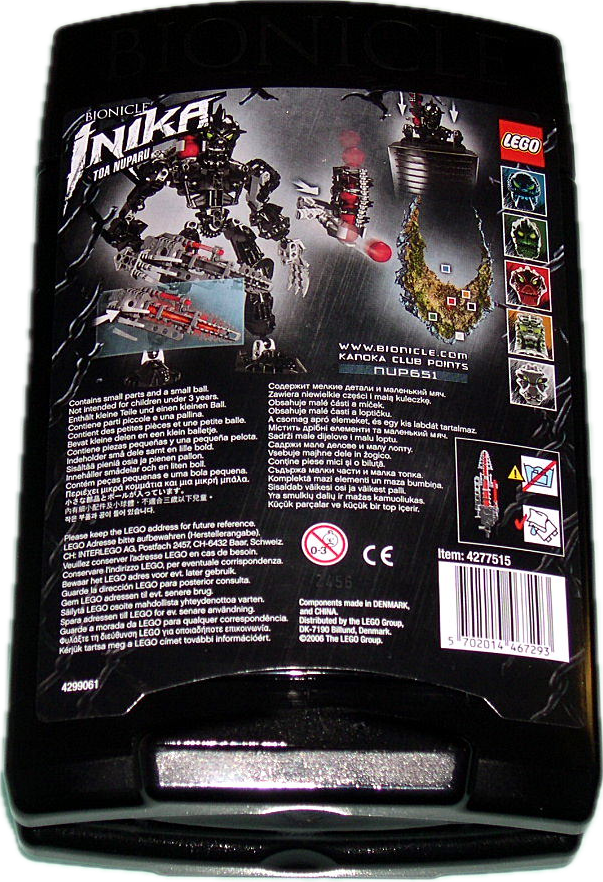 BIONICLE
BIONICLE
INIKA
TOA NUPARU
LEGO
WWW.BIONICLE.COM
KANOKA CLUB POINTS
NUP651
Contains small parts and a small ball.
Not intended for children under 3 years.
Enthält kleine Teile und einen kleinen Ball.
Contiene parti piccole e una pallina.
Contient des petites pièces et une petite balle.
Bevat kleine delen en een klein balletje.
Contiene piezas pequeñas y una pequeña pelota.
Indeholder små dele samt en lille bold.
Sisältää pieniä osia ja pienen pallon.
Innehåller smådelar och en liten boll.
Contém peças pequenas e uma bola pequena.
Περιέχει μικρά κομμάτια και μια μικρή μπάλα.
小さな部品とボールが入っています。
內有細小配件及小球體。不適合三歲以下兒童。
작은 부품과 공이 들어 있습니다.
Содержит мелкие детали и маленький мяч.
Zawiera niewielkie części i małą kuleczkę.
Obsahuje malé části a míček.
Obsahuje malé časti a loptičku.
A csomag apró elemeket, és egy kis labdát tartalmaz.
Містить дрібні елементи та маленький мяч.
Sadrži male dijelove i malu loptu.
Садржи мале делове и малу лопту.
Vsebuje majhne dele in žogico.
Conţine piese mici şi o biluţă.
Съдържа малки части и малка топка.
Komplektā mazi elementi un maza bumbiņa.
Sisaldab väikesi osi ja väikest palli.
Yra smulkių dalių ir mažas kamuoliukas.
Küçük parçalar ve küçük bir top içerir.
Please keep the LEGO address for future reference.
LEGO Adresse bitte aufbewahren (Herstellerangabe).
CH: INTERLEGO AG, Postfach 2457, CH-6432 Baar, Schweiz.
Veuillez conserver l'adresse LEGO en cas de besoin.
Conservare l'indirizzo LEGO, per eventuale corrispondenza.
Bewaar het LEGO adres voor evt. later gebruik.
Guarde la dirección LEGO para posterior consulta.
Gem LEGO adressen til evt. senere brug.
Säilytä LEGO osoite mahdollista yhteydenottoa varten.
Spara adressen till LEGO för ev. senare användning.
Guarde a morada da LEGO para qualquer correspondência.
Φυλάξτε τη διεύθυνση LEGO για οποιαδήποτε επικοινωνία.
Kérjük tartsa meg a LEGO címet további információért.
0-3
CE
Components made in DENMARK,
and CHINA.
Distributed by the LEGO Group,
DK-7190 Billund, Denmark.
©2006 The LEGO Group.
Item: 4277515
5 702014 467293
4299061